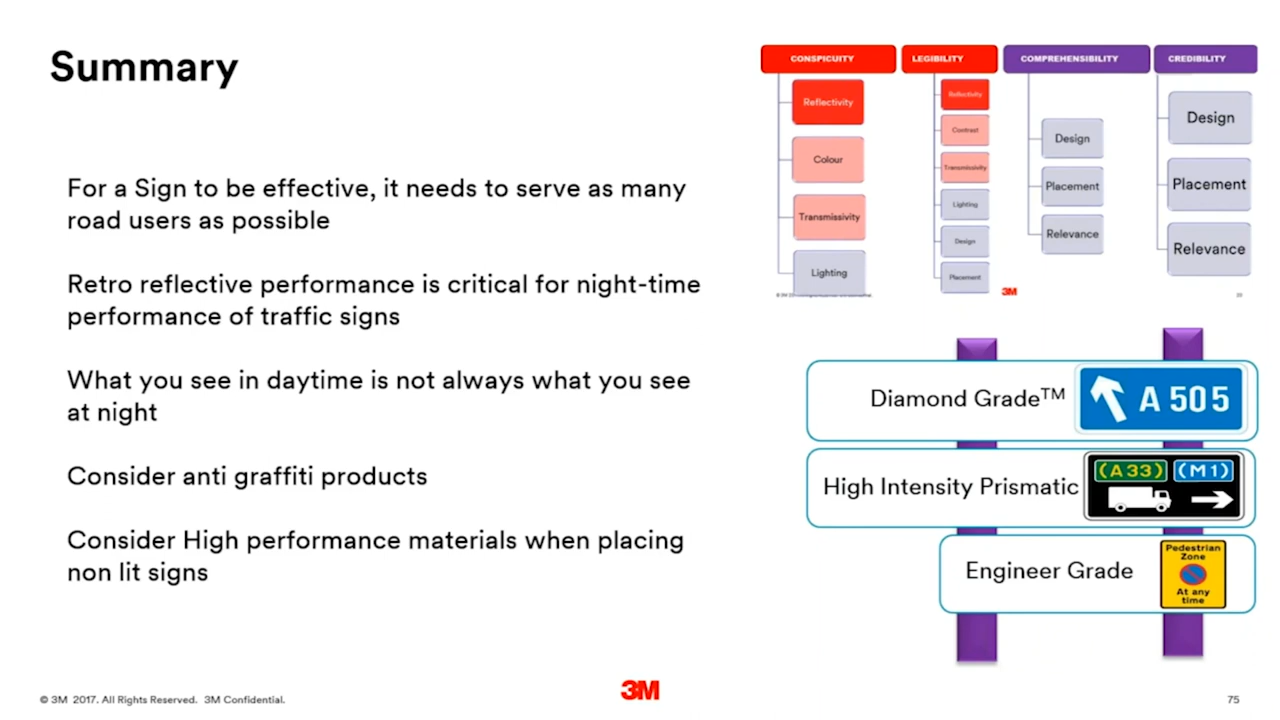 Summary
For a Sign to be effective, it needs to serve as many
road users as possible
Retro reflective performance is critical for night-time
performance of traffic signs
What you see in daytime is not always what you see
at night
Consider anti graffiti products
Consider High performance materials when placing
non lit signs
CONSPICUITY
Reflectivity
Colour
Transmissivity
Lighting
LEGIBILITY
Reflectivity
Contrast
Transmissivity
Lighting
Design
Placement
COMPREHENSIBILITY
Design
Placement
Relevance
CREDIBILITY
Design
Placement
Relevance
3M
Diamond Grade™
A 505
High Intensity Prismatic
(A 33) (M 1)
Engineer Grade
Pedestrian
Zone
At any
time
© 3M 2017. All Rights Reserved. 3M Confidential.
3M
75